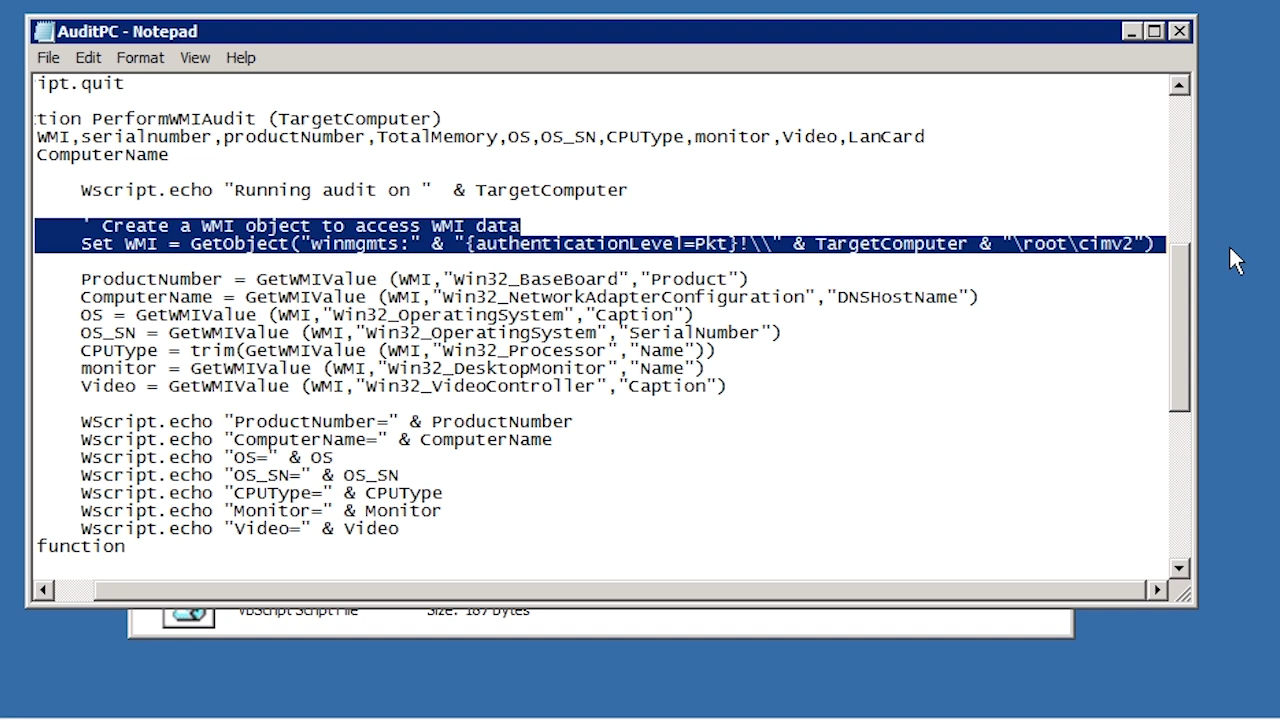 AuditPC - Notepad
File Edit Format View Help
ipt.quit
tion PerformWMIAudit (TargetComputer)
WMI,serialnumber,productNumber,TotalMemory,OS,OS_SN,CPUType,monitor,Video,LanCard
ComputerName
Wscript.echo "Running audit on "  & TargetComputer
' Create a WMI object to access WMI data
Set WMI = GetObject("winmgmts:" & "{authenticationLevel=Pkt}!\\" & TargetComputer & "\root\cimv2")
ProductNumber = GetWMIValue (WMI,"Win32_BaseBoard","Product")
ComputerName = GetWMIValue (WMI,"Win32_NetworkAdapterConfiguration","DNSHostName")
OS = GetWMIValue (WMI,"Win32_OperatingSystem","Caption")
OS_SN = GetWMIValue (WMI,"Win32_OperatingSystem","SerialNumber")
CPUType = trim(GetWMIValue (WMI,"Win32_Processor","Name"))
monitor = GetWMIValue (WMI,"Win32_DesktopMonitor","Name")
Video = GetWMIValue (WMI,"Win32_VideoController","Caption")
WScript.echo "ProductNumber=" & ProductNumber
Wscript.echo "ComputerName=" & ComputerName
Wscript.echo "OS=" & OS
Wscript.echo "OS_SN=" & OS_SN
Wscript.echo "CPUType=" & CPUType
Wscript.echo "Monitor=" & Monitor
Wscript.echo "Video=" & Video
function
VBScript Script File Size: 187 bytes